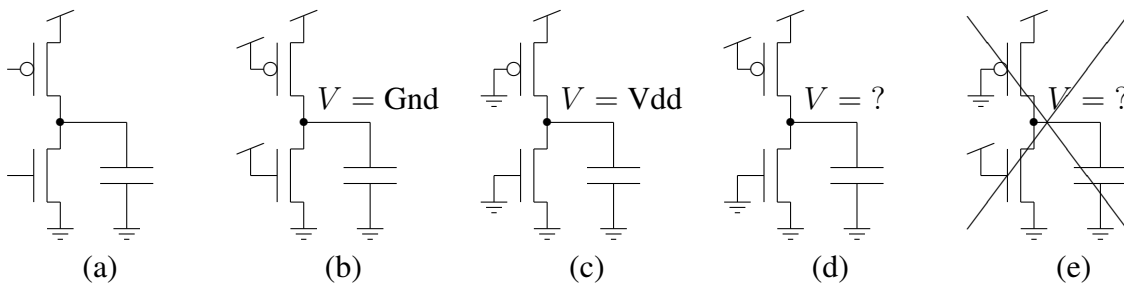 V = Gnd
V = Vdd
V = ?
V = ?
(a)
(b)
(c)
(d)
(e)